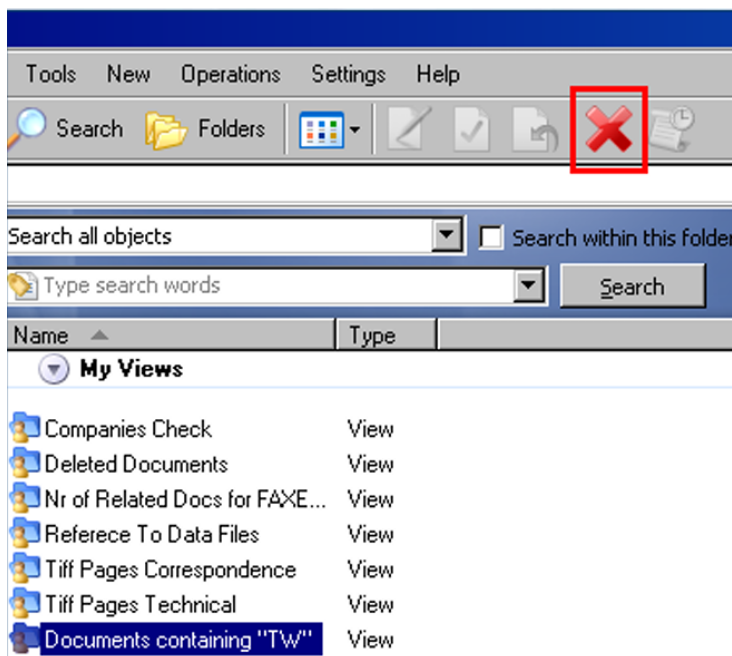 Tools New Operations Settings Help
Search Folders
Search all objects Search within this folder
Type search words Search
Name Type
My Views
Companies Check View
Deleted Documents View
Nr of Related Docs for FAXE... View
Referece To Data Files View
Tiff Pages Correspondence View
Tiff Pages Technical View
Documents containing "TW" View